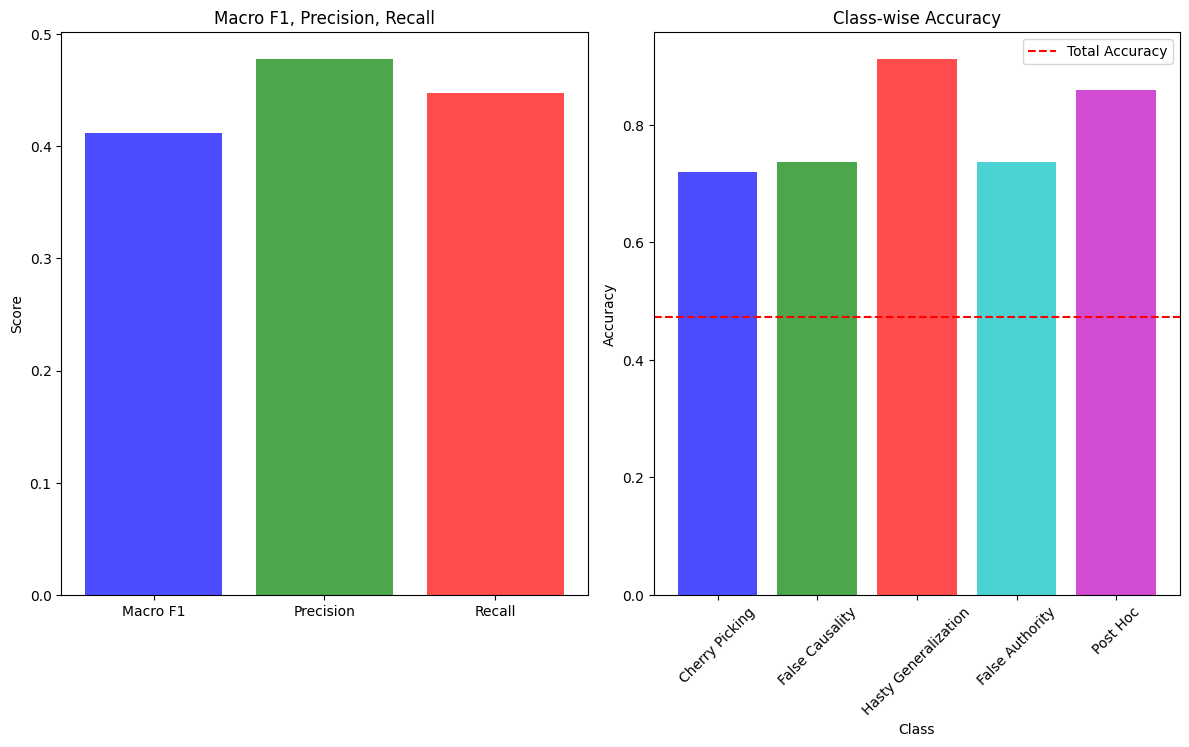 Macro F1, Precision, Recall
Score
0.5
0.4
0.3
0.2
0.1
0.0
Macro F1
Precision
Recall
Class-wise Accuracy
Total Accuracy
Accuracy
0.8
0.6
0.4
0.2
0.0
Cherry Picking
False Causality
Hasty Generalization
False Authority
Post Hoc
Class